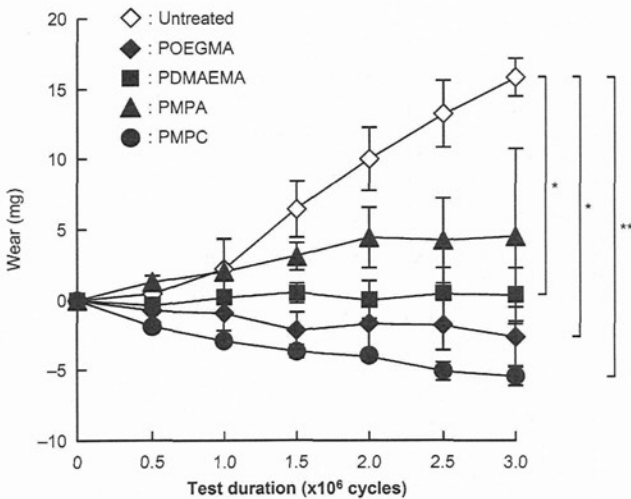 20
15
10
5
0
–5
–10
Wear (mg)
: Untreated
: POEGMA
: PDMAEMA
: PMPA
: PMPC
*
*
**
0 0.5 1.0 1.5 2.0 2.5 3.0
Test duration (x10⁶ cycles)